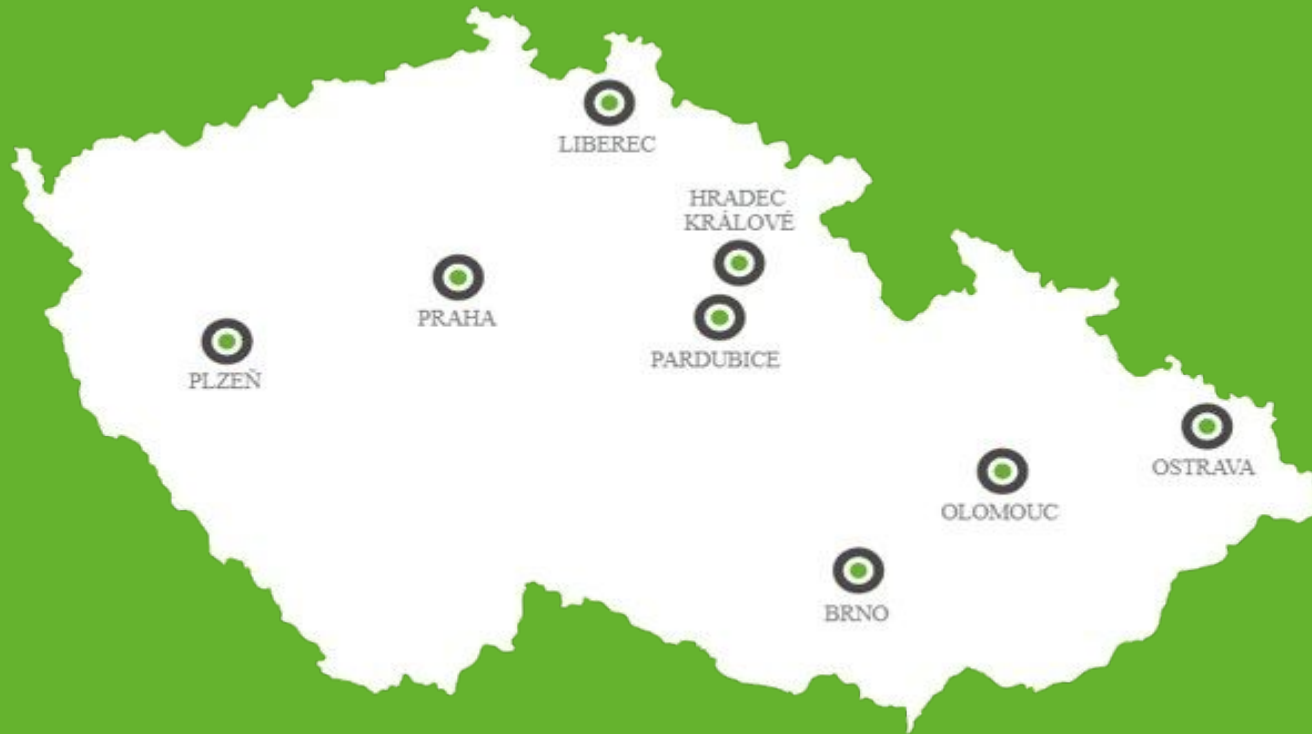 LIBEREC
HRADEC
KRÁLOVÉ
PRAHA
PARDUBICE
PLZEŇ
OSTRAVA
OLOMOUC
BRNO